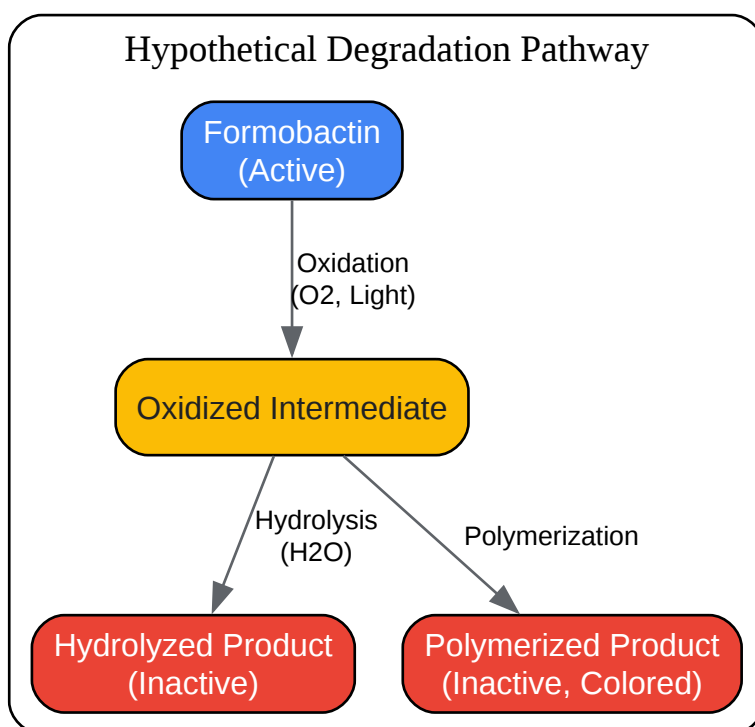 Hypothetical Degradation Pathway
Formobactin
(Active)
Oxidation
(O2, Light)
Oxidized Intermediate
Hydrolysis
(H2O)
Polymerization
Hydrolyzed Product
(Inactive)
Polymerized Product
(Inactive, Colored)